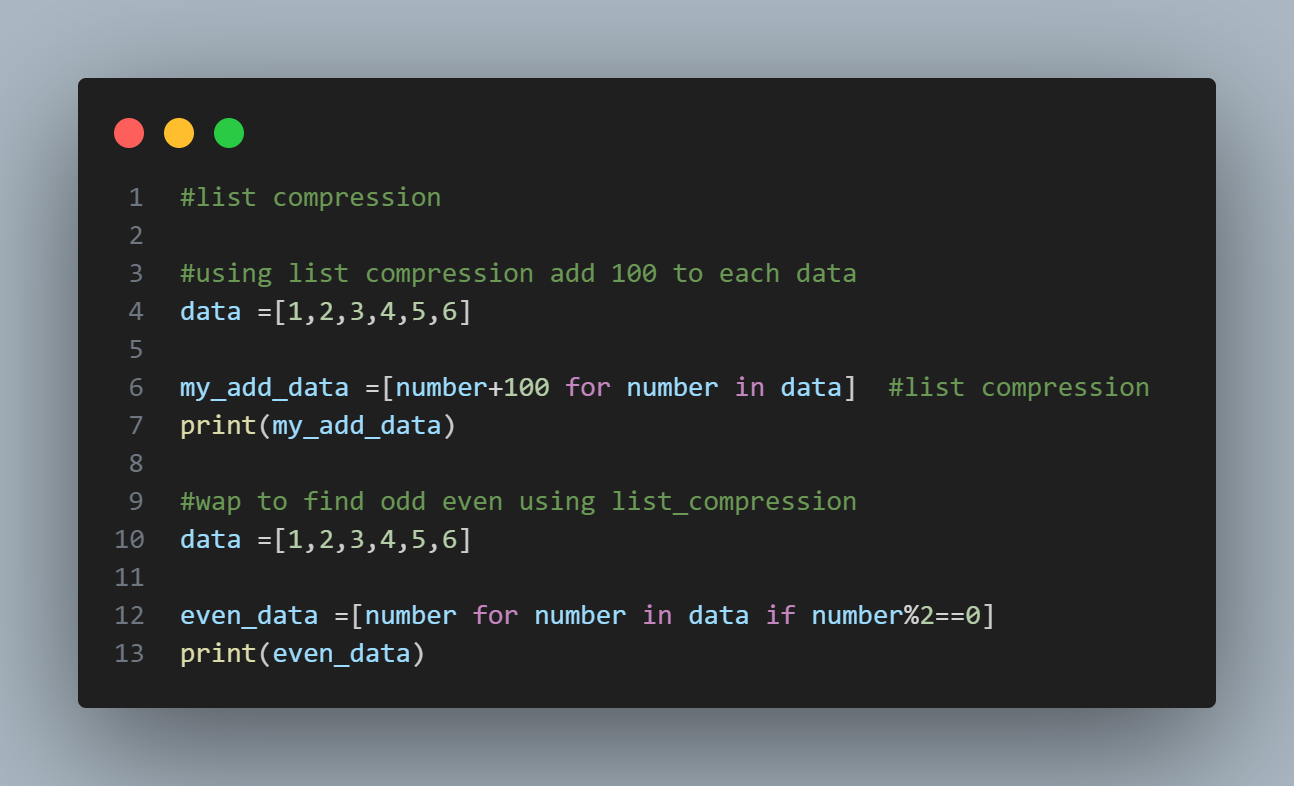 1 #list compression
2
3 #using list compression add 100 to each data
4 data =[1,2,3,4,5,6]
5
6 my_add_data =[number+100 for number in data]  #list compression
7 print(my_add_data)
8
9 #wap to find odd even using list_compression
10 data =[1,2,3,4,5,6]
11
12 even_data =[number for number in data if number%2==0]
13 print(even_data)